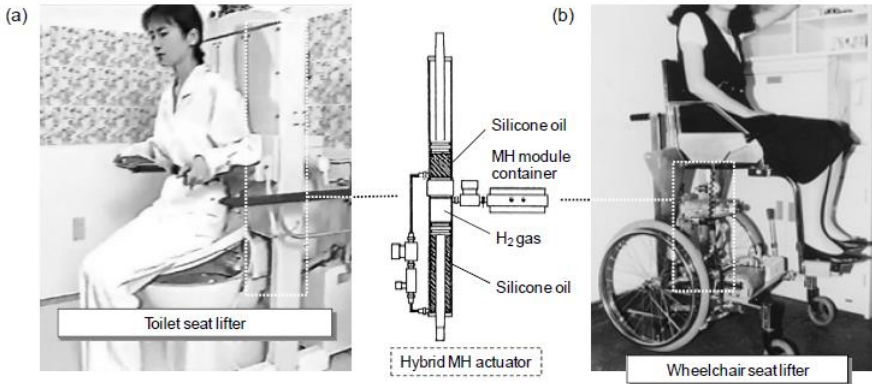 (a)
(b)
Silicone oil
MH module
container
H₂ gas
Silicone oil
Toilet seat lifter
Hybrid MH actuator
Wheelchair seat lifter